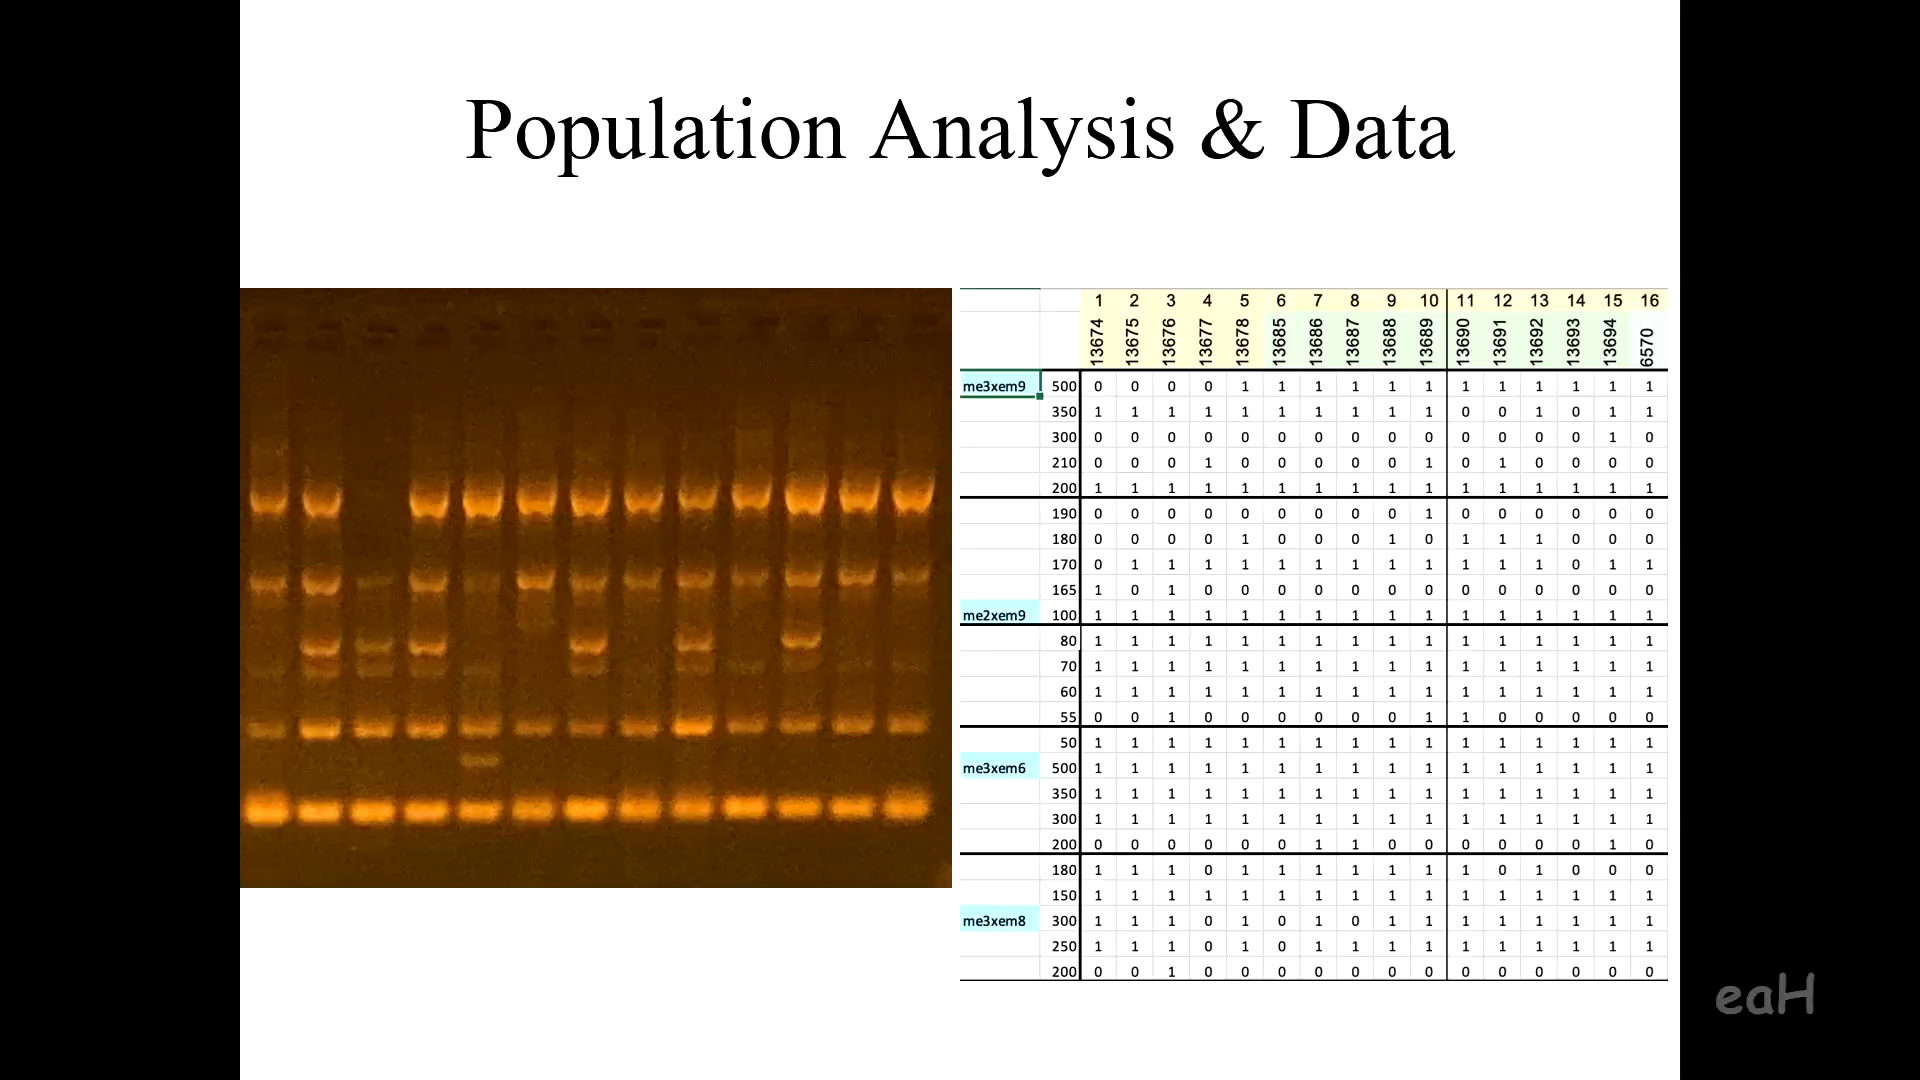 Population Analysis & Data
1 2 3 4 5 6 7 8 9 10 11 12 13 14 15 16
13674 13675 13676 13677 13678 13685 13686 13687 13688 13689 13690 13691 13692 13693 13694 6570
me3xem9 500 0 0 0 0 1 1 1 1 1 1 1 1 1 1 1 1
350 1 1 1 1 1 1 1 1 1 1 0 0 1 0 1 1
300 0 0 0 0 0 0 0 0 0 0 0 0 0 0 1 0
210 0 0 0 1 0 0 0 0 0 1 0 1 0 0 0 0
200 1 1 1 1 1 1 1 1 1 1 1 1 1 1 1 1
190 0 0 0 0 0 0 0 0 0 1 0 0 0 0 0 0
180 0 0 0 0 1 0 0 0 1 0 1 1 1 0 0 0
170 0 1 1 1 1 1 1 1 1 1 1 1 1 0 1 1
165 1 0 1 0 0 0 0 0 0 0 0 0 0 0 0 0
me2xem9 100 1 1 1 1 1 1 1 1 1 1 1 1 1 1 1 1
80 1 1 1 1 1 1 1 1 1 1 1 1 1 1 1 1
70 1 1 1 1 1 1 1 1 1 1 1 1 1 1 1 1
60 1 1 1 1 1 1 1 1 1 1 1 1 1 1 1 1
55 0 0 1 0 0 0 0 0 0 1 1 0 0 0 0 0
50 1 1 1 1 1 1 1 1 1 1 1 1 1 1 1 1
me3xem6 500 1 1 1 1 1 1 1 1 1 1 1 1 1 1 1 1
350 1 1 1 1 1 1 1 1 1 1 1 1 1 1 1 1
300 1 1 1 1 1 1 1 1 1 1 1 1 1 1 1 1
200 0 0 0 0 0 0 1 1 0 0 0 0 0 0 1 0
180 1 1 1 0 1 1 1 1 1 1 1 0 1 0 0 0
150 1 1 1 1 1 1 1 1 1 1 1 1 1 1 1 1
me3xem8 300 1 1 1 0 1 0 1 0 1 1 1 1 1 1 1 1
250 1 1 1 0 1 0 1 1 1 1 1 1 1 1 1 1
200 0 0 1 0 0 0 0 0 0 0 0 0 0 0 0 0
eaH